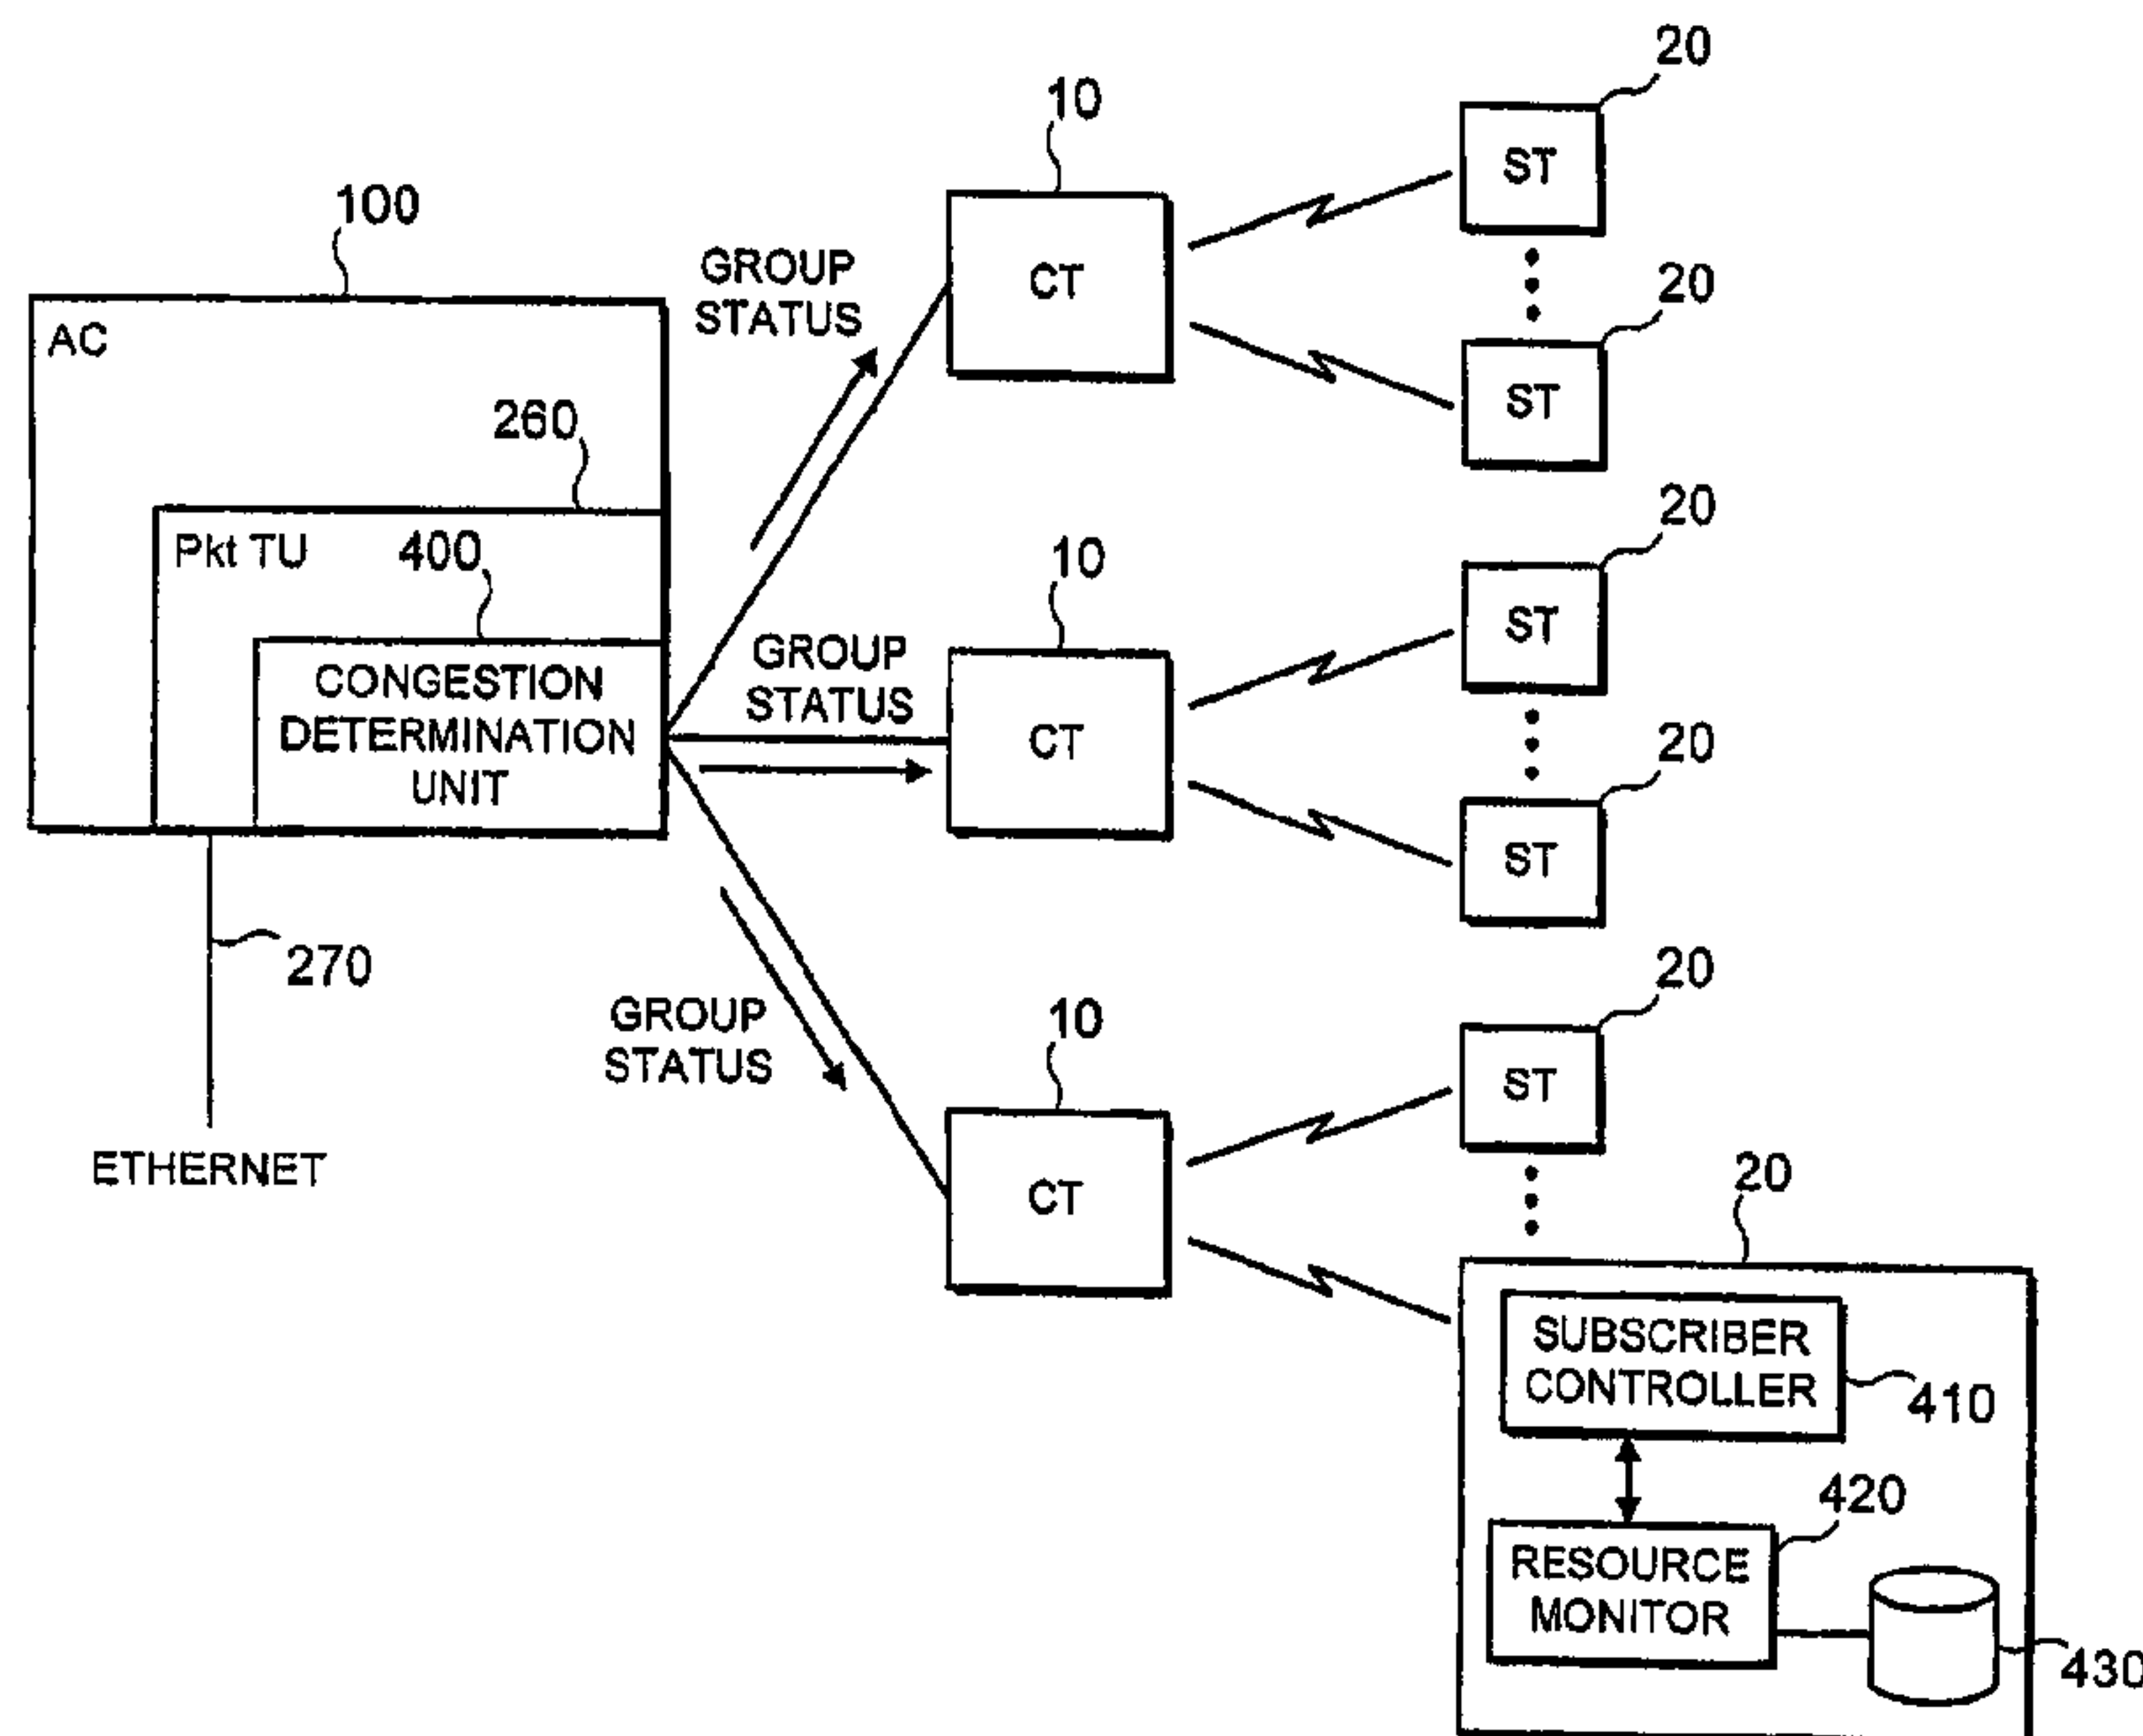 100
AC
260
Pkt TU
400
CONGESTION
DETERMINATION
UNIT
270
ETHERNET
GROUP
STATUS
GROUP
STATUS
GROUP
STATUS
10
CT
10
CT
10
CT
20
ST
20
ST
20
ST
20
ST
20
ST
20
SUBSCRIBER
CONTROLLER
410
420
RESOURCE
MONITOR
430